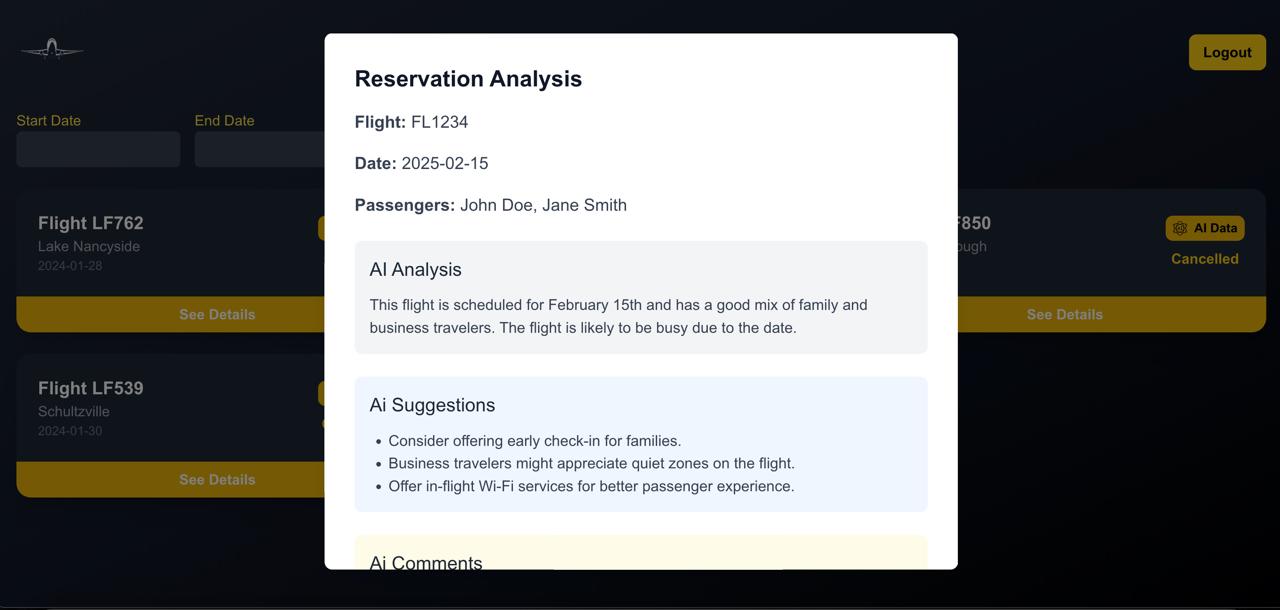 Logout
Start Date
End Date
Reservation Analysis
Flight: FL1234
Date: 2025-02-15
Passengers: John Doe, Jane Smith
AI Analysis
This flight is scheduled for February 15th and has a good mix of family and
business travelers. The flight is likely to be busy due to the date.
Ai Suggestions
Consider offering early check-in for families.
Business travelers might appreciate quiet zones on the flight.
Offer in-flight Wi-Fi services for better passenger experience.
Ai Comments
Flight LF762
Lake Nancyside
2024-01-28
See Details
F850
ough
AI Data
Cancelled
See Details
Flight LF539
Schultzville
2024-01-30
See Details